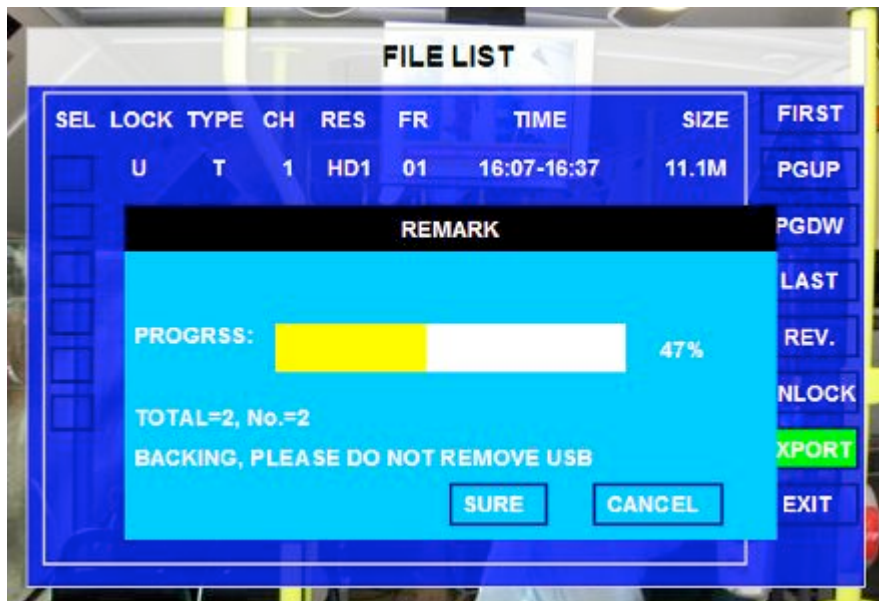 FILE LIST
SEL LOCK TYPE CH RES FR TIME SIZE
U T 1 HD1 01 16:07-16:37 11.1M
FIRST
PGUP
PGDW
LAST
REV.
NLOCK
XPORT
EXIT
REMARK
PROGRSS:
47%
TOTAL=2, No.=2
BACKING, PLEASE DO NOT REMOVE USB
SURE CANCEL